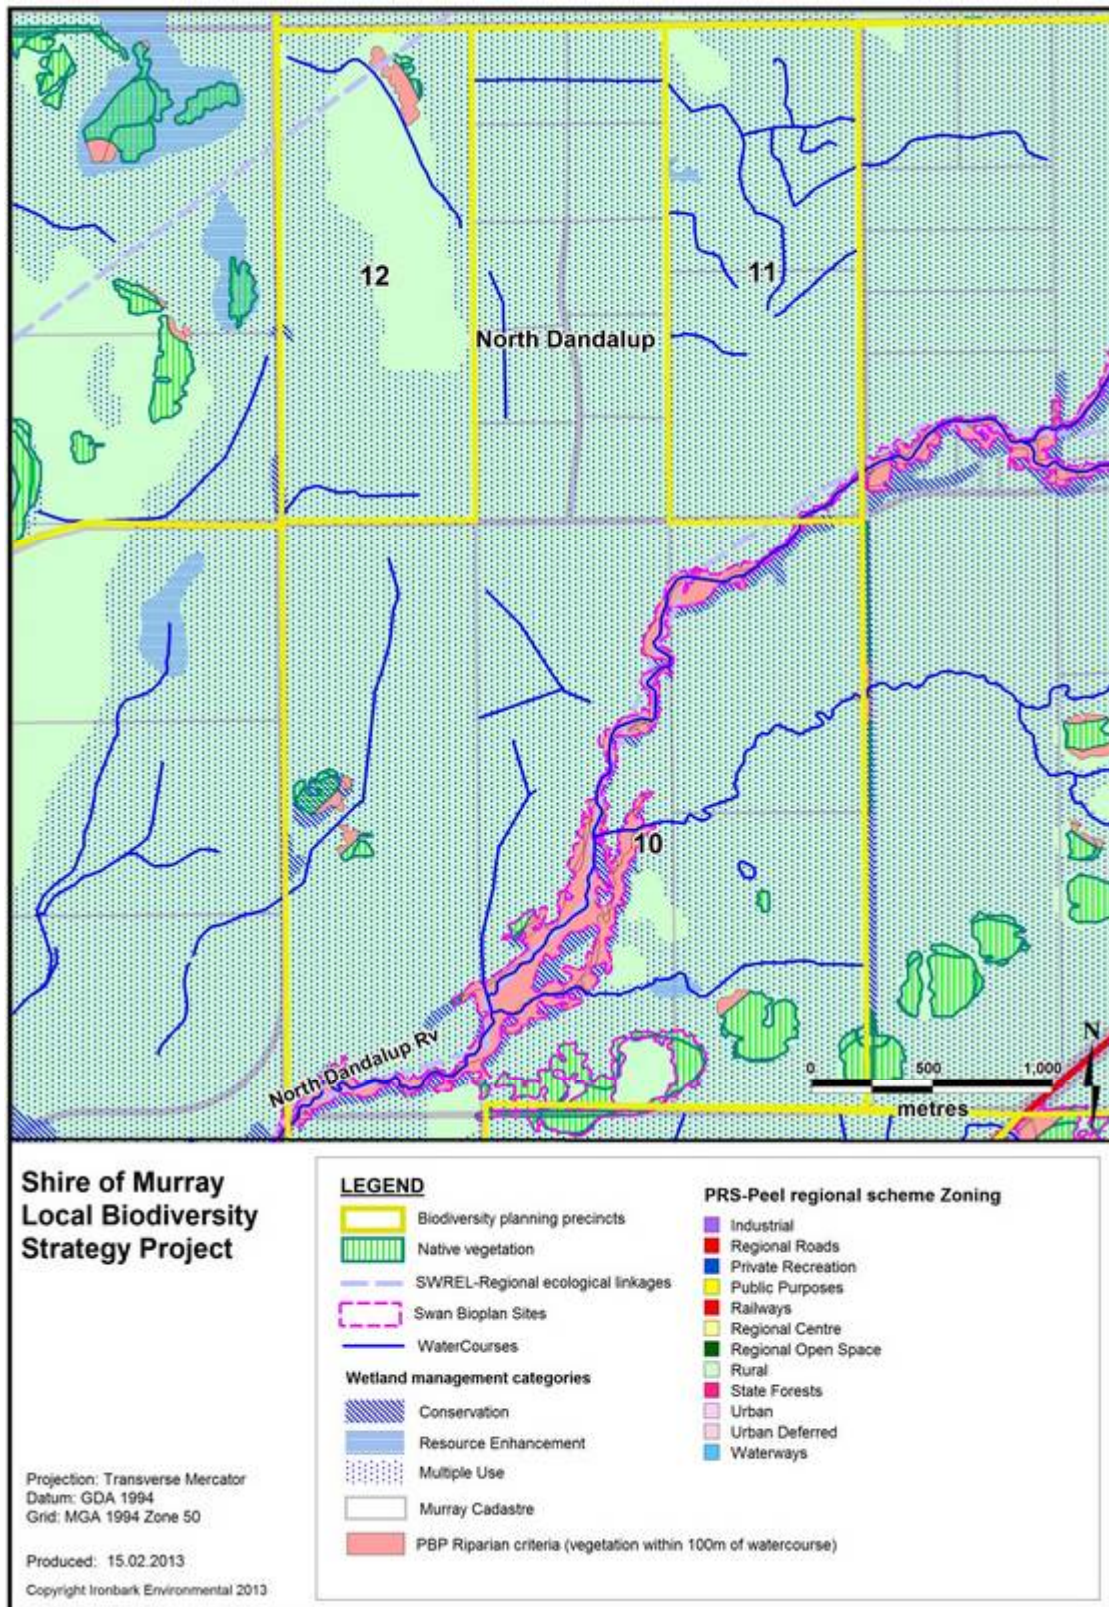 12
11
North Dandalup
10
North Dandalup Rv
N
0 500 1,000
metres
Shire of Murray
Local Biodiversity
Strategy Project
Projection: Transverse Mercator
Datum: GDA 1994
Grid: MGA 1994 Zone 50
Produced: 15.02.2013
Copyright Ironbark Environmental 2013
LEGEND
Biodiversity planning precincts
Native vegetation
SWREL-Regional ecological linkages
Swan Bioplan Sites
WaterCourses
Wetland management categories
Conservation
Resource Enhancement
Multiple Use
Murray Cadastre
PBP Riparian criteria (vegetation within 100m of watercourse)
PRS-Peel regional scheme Zoning
Industrial
Regional Roads
Private Recreation
Public Purposes
Railways
Regional Centre
Regional Open Space
Rural
State Forests
Urban
Urban Deferred
Waterways